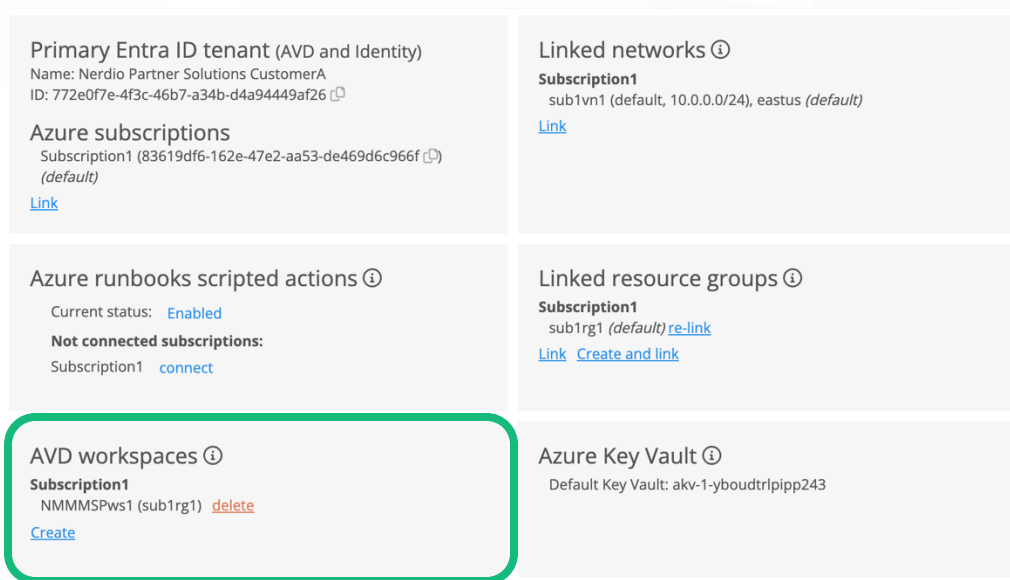 Primary Entra ID tenant (AVD and Identity)
Name: Nerdio Partner Solutions CustomerA
ID: 772e0f7e-4f3c-46b7-a34b-d4a94449af26
Azure subscriptions
Subscription1 (83619df6-162e-47e2-aa53-de469d6c966f)
(default)
Link
Linked networks
Subscription1
sub1vn1 (default, 10.0.0.0/24), eastus (default)
Link
Azure runbooks scripted actions
Current status: Enabled
Not connected subscriptions:
Subscription1 connect
Linked resource groups
Subscription1
sub1rg1 (default) re-link
Link Create and link
AVD workspaces
Subscription1
NMMMSPws1 (sub1rg1) delete
Create
Azure Key Vault
Default Key Vault: akv-1-yboudtrlpipp243